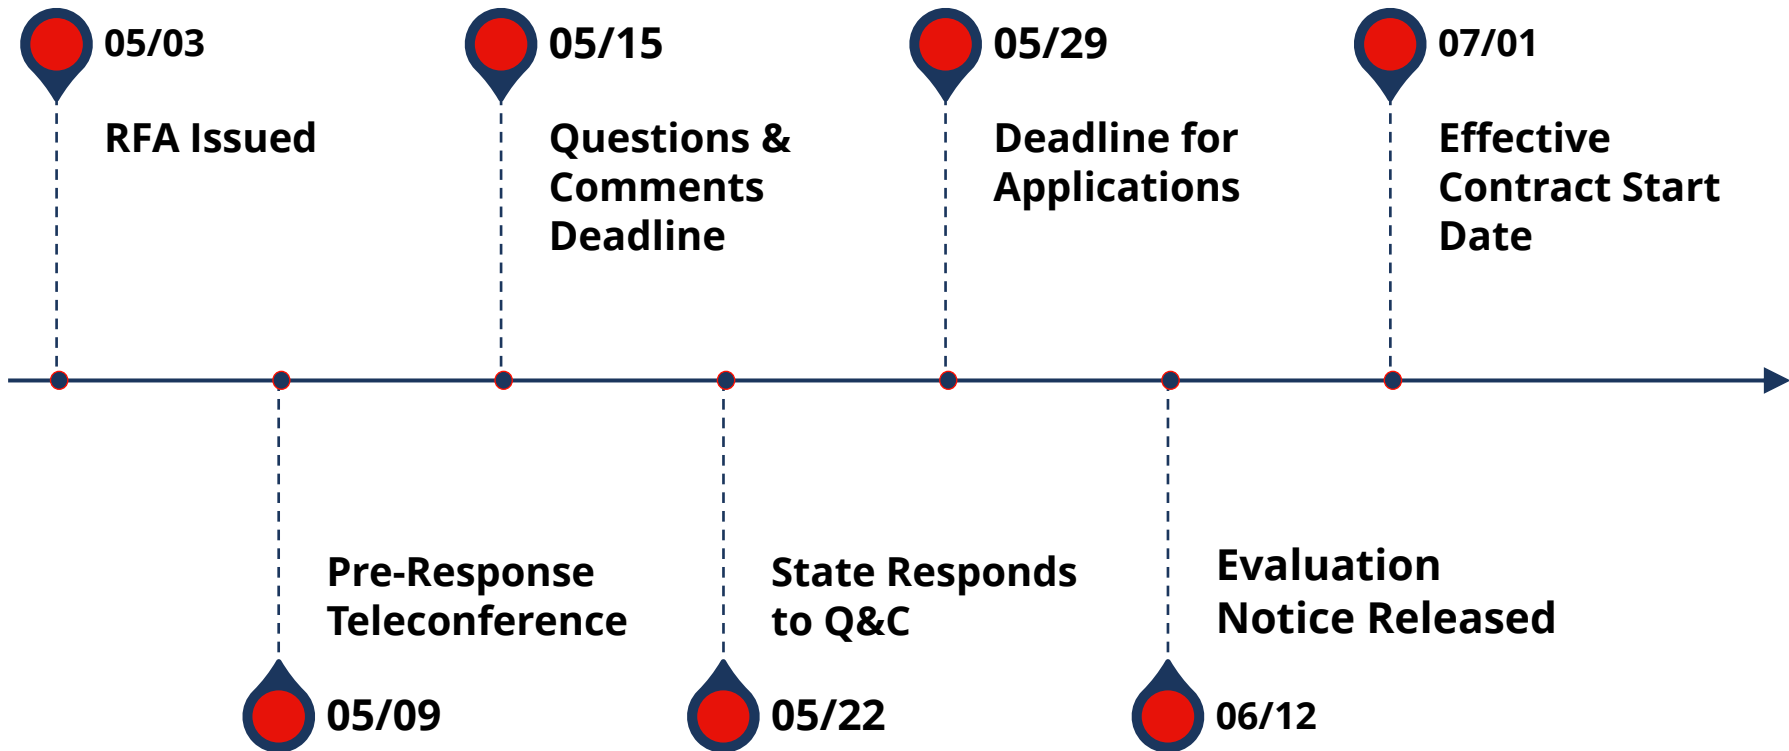 05/03
RFA Issued
05/15
Questions &
Comments
Deadline
05/29
Deadline for
Applications
07/01
Effective
Contract Start
Date
Pre-Response
Teleconference
05/09
State Responds
to Q&C
05/22
Evaluation
Notice Released
06/12